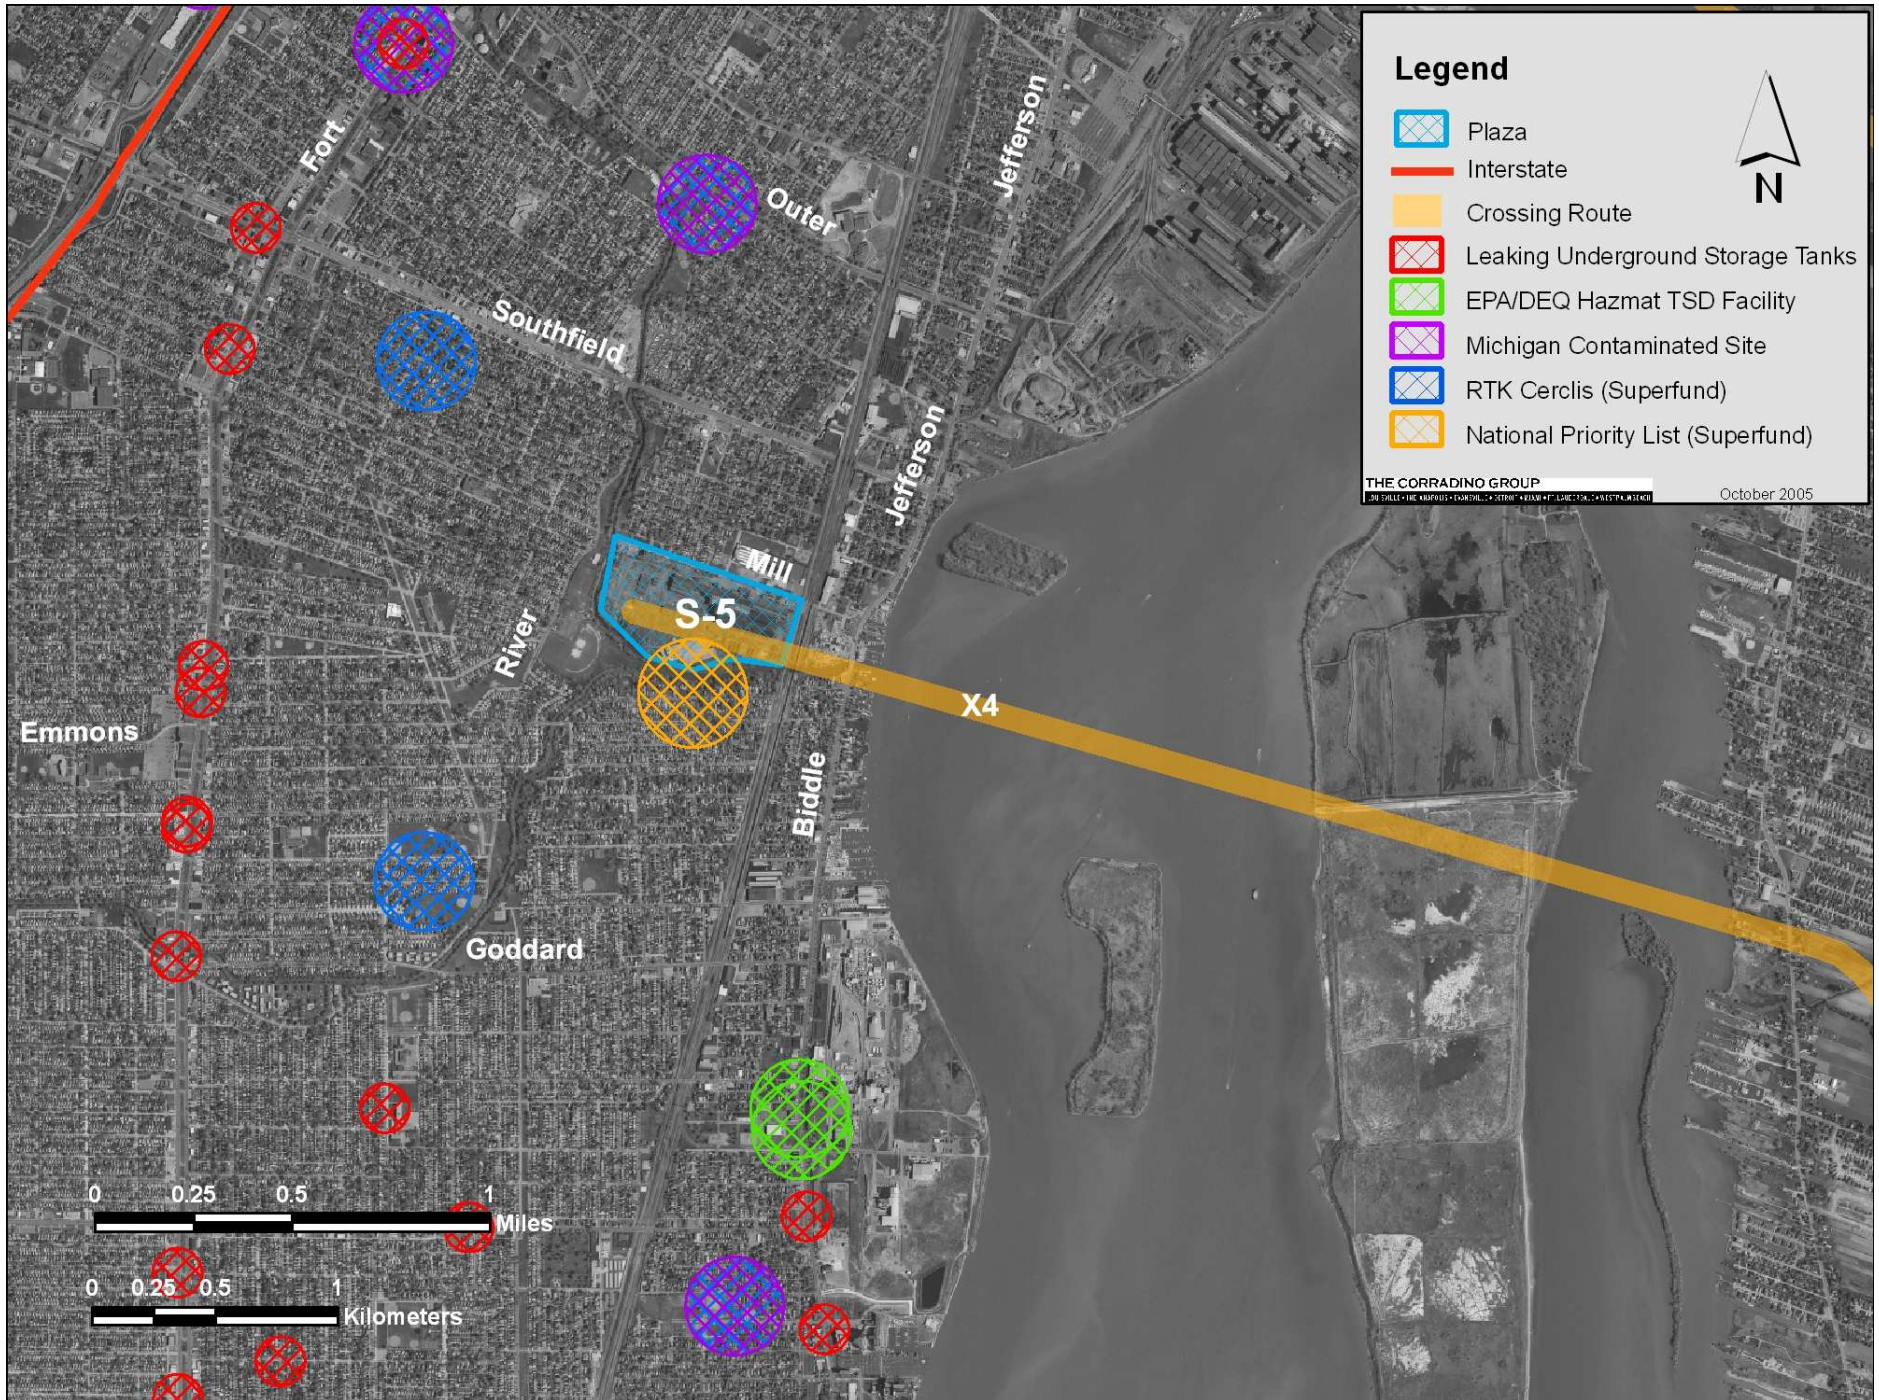 Legend
N
Plaza
Interstate
Crossing Route
Leaking Underground Storage Tanks
EPA/DEQ Hazmat TSD Facility
Michigan Contaminated Site
RTK Cerclis (Superfund)
National Priority List (Superfund)
THE CORRADINO GROUP
October 2005
Fort
Jefferson
Outer
Southfield
Jefferson
Mill
S-5
River
X4
Emmons
Biddle
Goddard
0 0.25 0.5 1
Miles
0 0.25 0.5 1
Kilometers